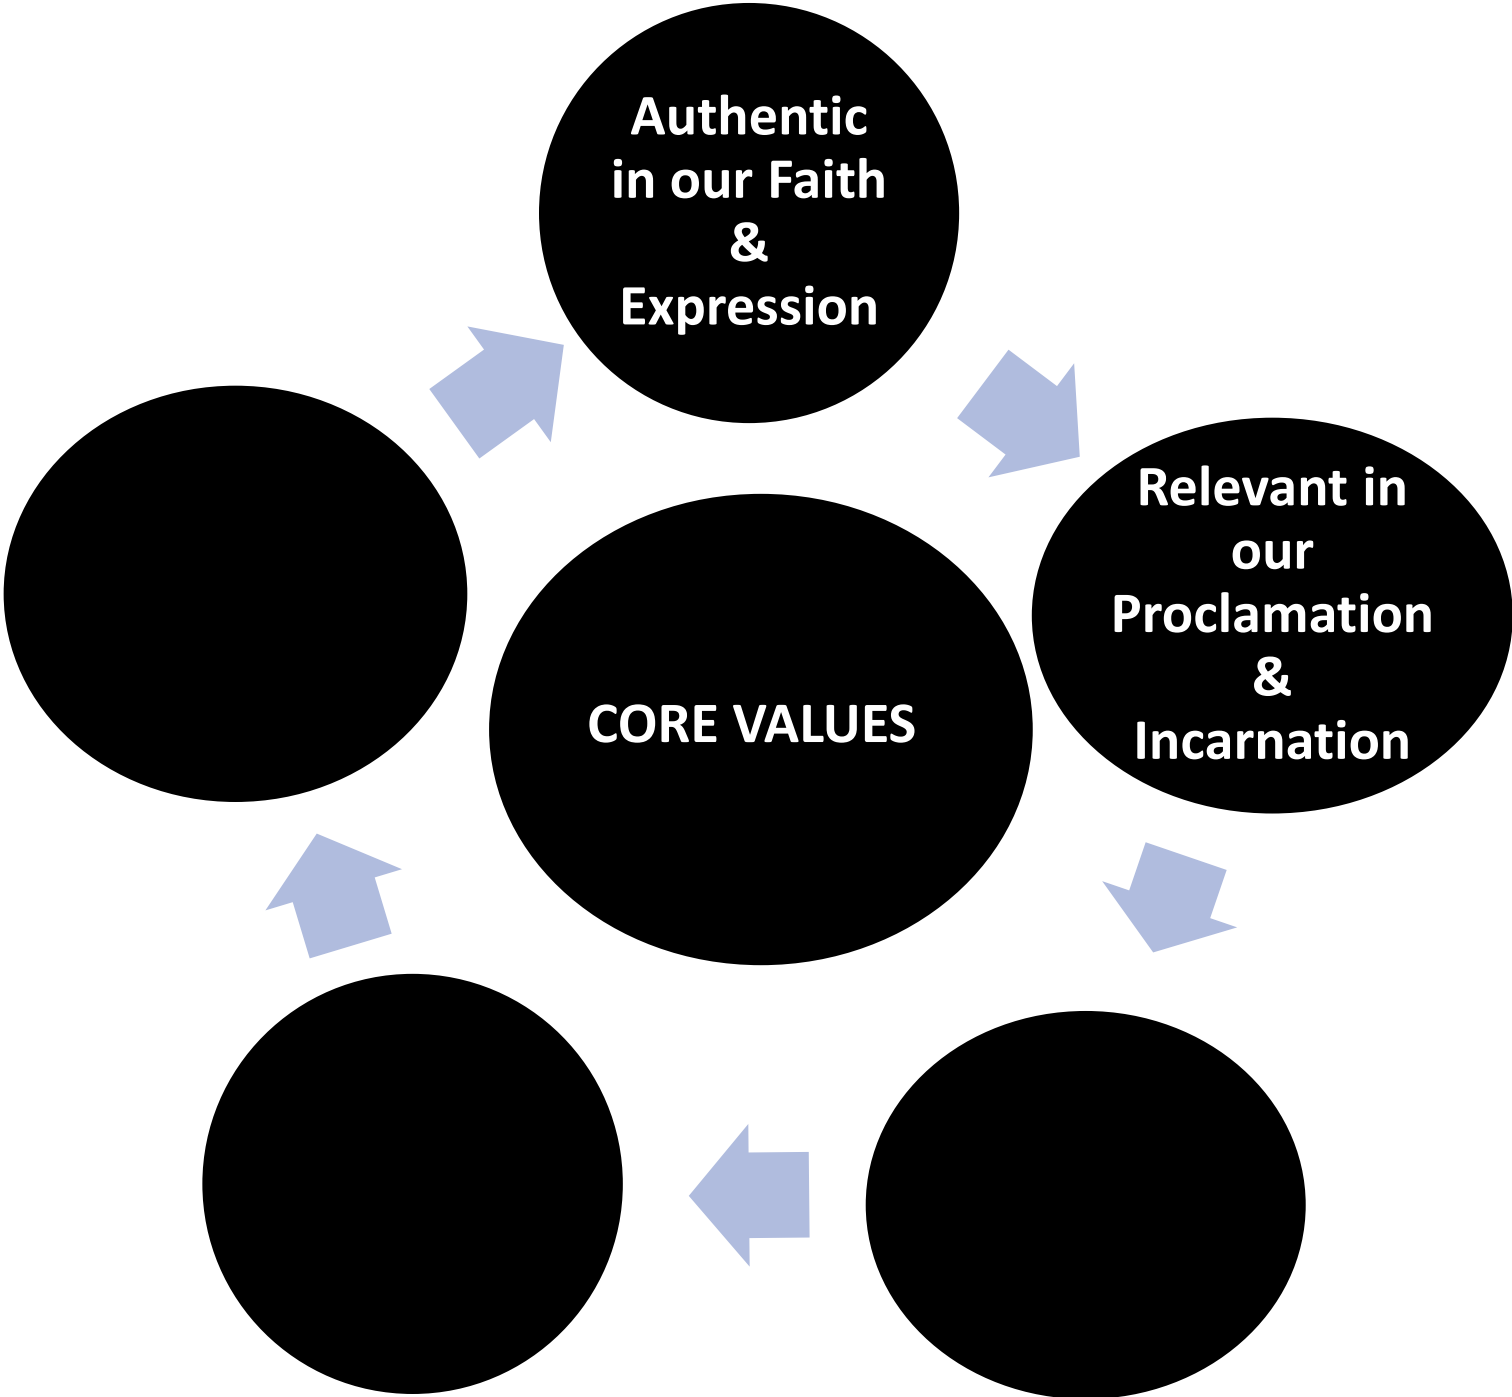 Authentic
in our Faith
&
Expression
Relevant in
our
Proclamation
&
Incarnation
CORE VALUES